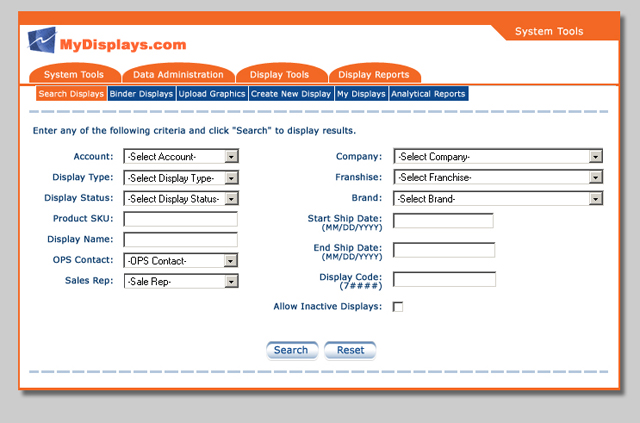 System Tools
MyDisplays.com
System Tools Data Administration Display Tools Display Reports
Search Displays Binder Displays Upload Graphics Create New Display My Displays Analytical Reports
Enter any of the following criteria and click "Search" to display results.
Account: -Select Account- Company: -Select Company-
Display Type: -Select Display Type- Franshise: -Select Franchise-
Display Status: -Select Display Status- Brand: -Select Brand-
Product SKU: Start Ship Date:
(MM/DD/YYYY)
Display Name: End Ship Date:
(MM/DD/YYYY)
OPS Contact: -OPS Contact-
Sales Rep: -Sale Rep- Display Code:
(7####)
Allow Inactive Displays:
Search Reset